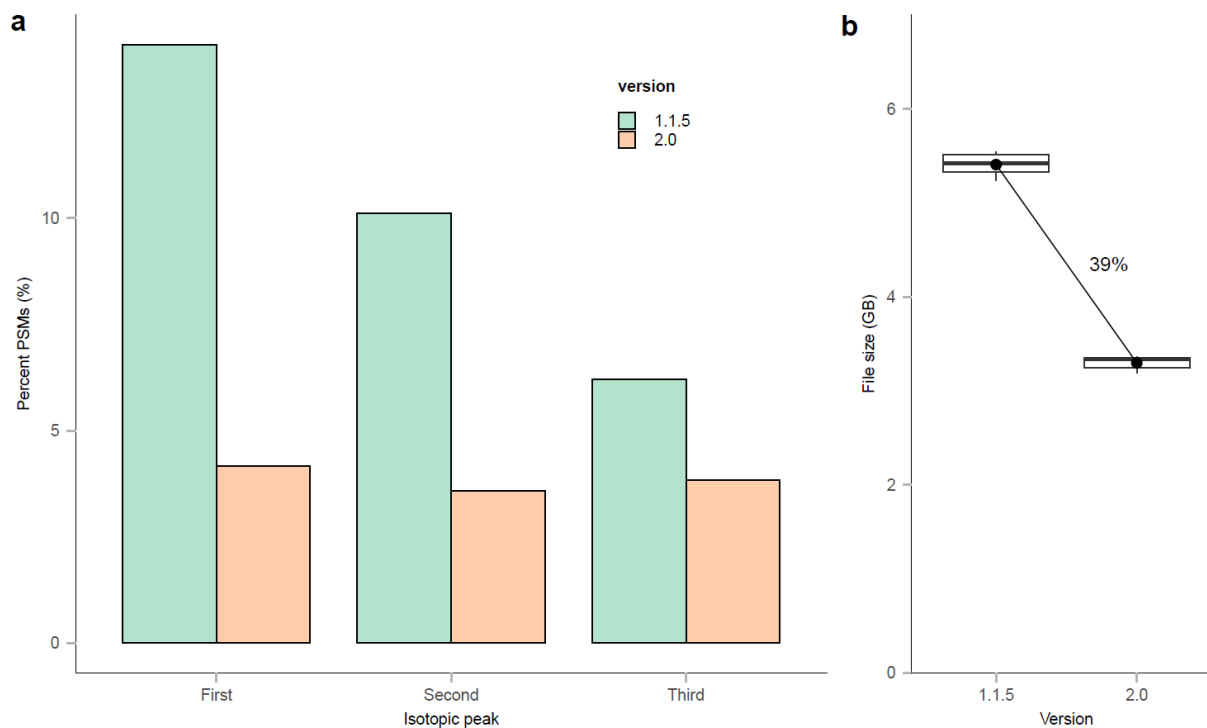 a
Percent PSMs (%)
10
5
0
version
1.1.5
2.0
First
Second
Third
Isotopic peak
b
File size (GB)
6
4
2
0
39%
1.1.5
2.0
Version